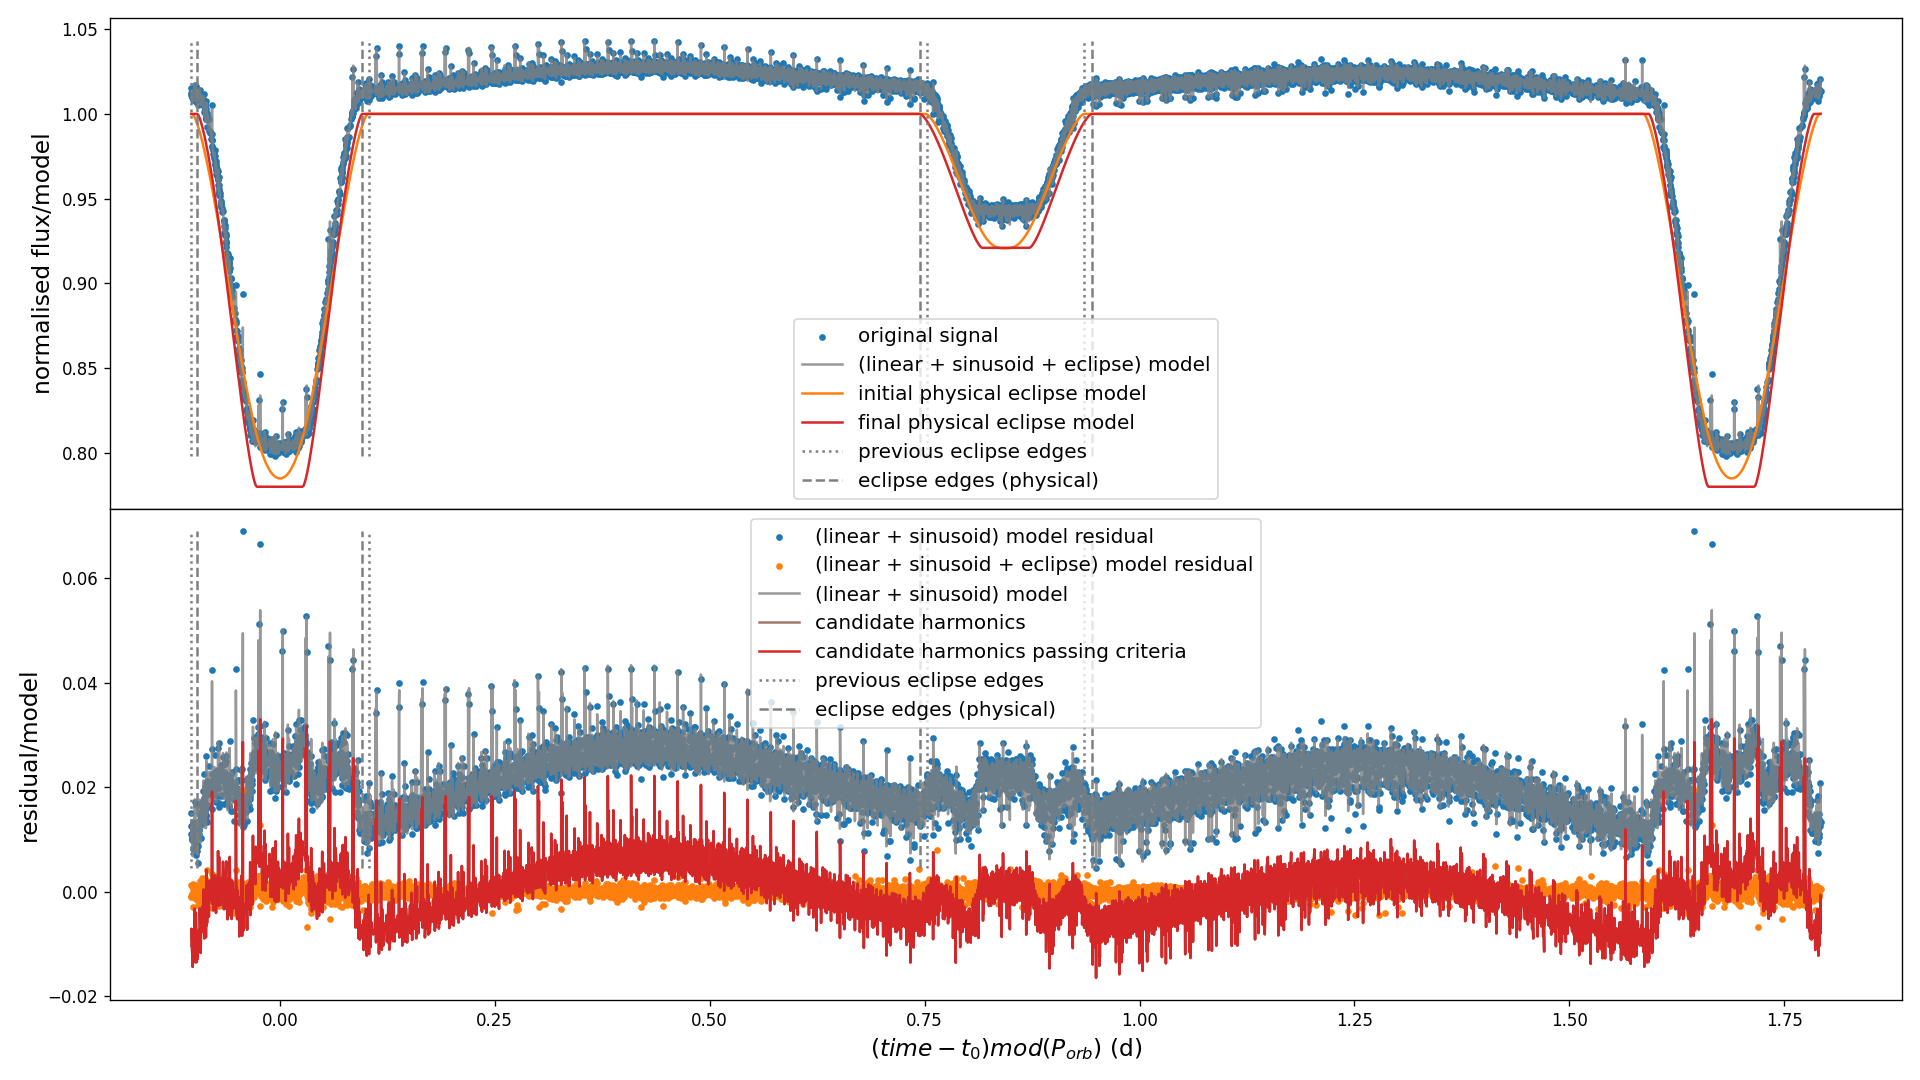 1.05
1.00
0.95
0.90
0.85
0.80
normalised flux/model
original signal
(linear + sinusoid + eclipse) model
initial physical eclipse model
final physical eclipse model
previous eclipse edges
eclipse edges (physical)
0.06
0.04
0.02
0.00
−0.02
residual/model
(linear + sinusoid) model residual
(linear + sinusoid + eclipse) model residual
(linear + sinusoid) model
candidate harmonics
candidate harmonics passing criteria
previous eclipse edges
eclipse edges (physical)
0.00 0.25 0.50 0.75 1.00 1.25 1.50 1.75
(time − t₀)mod(P_orb) (d)